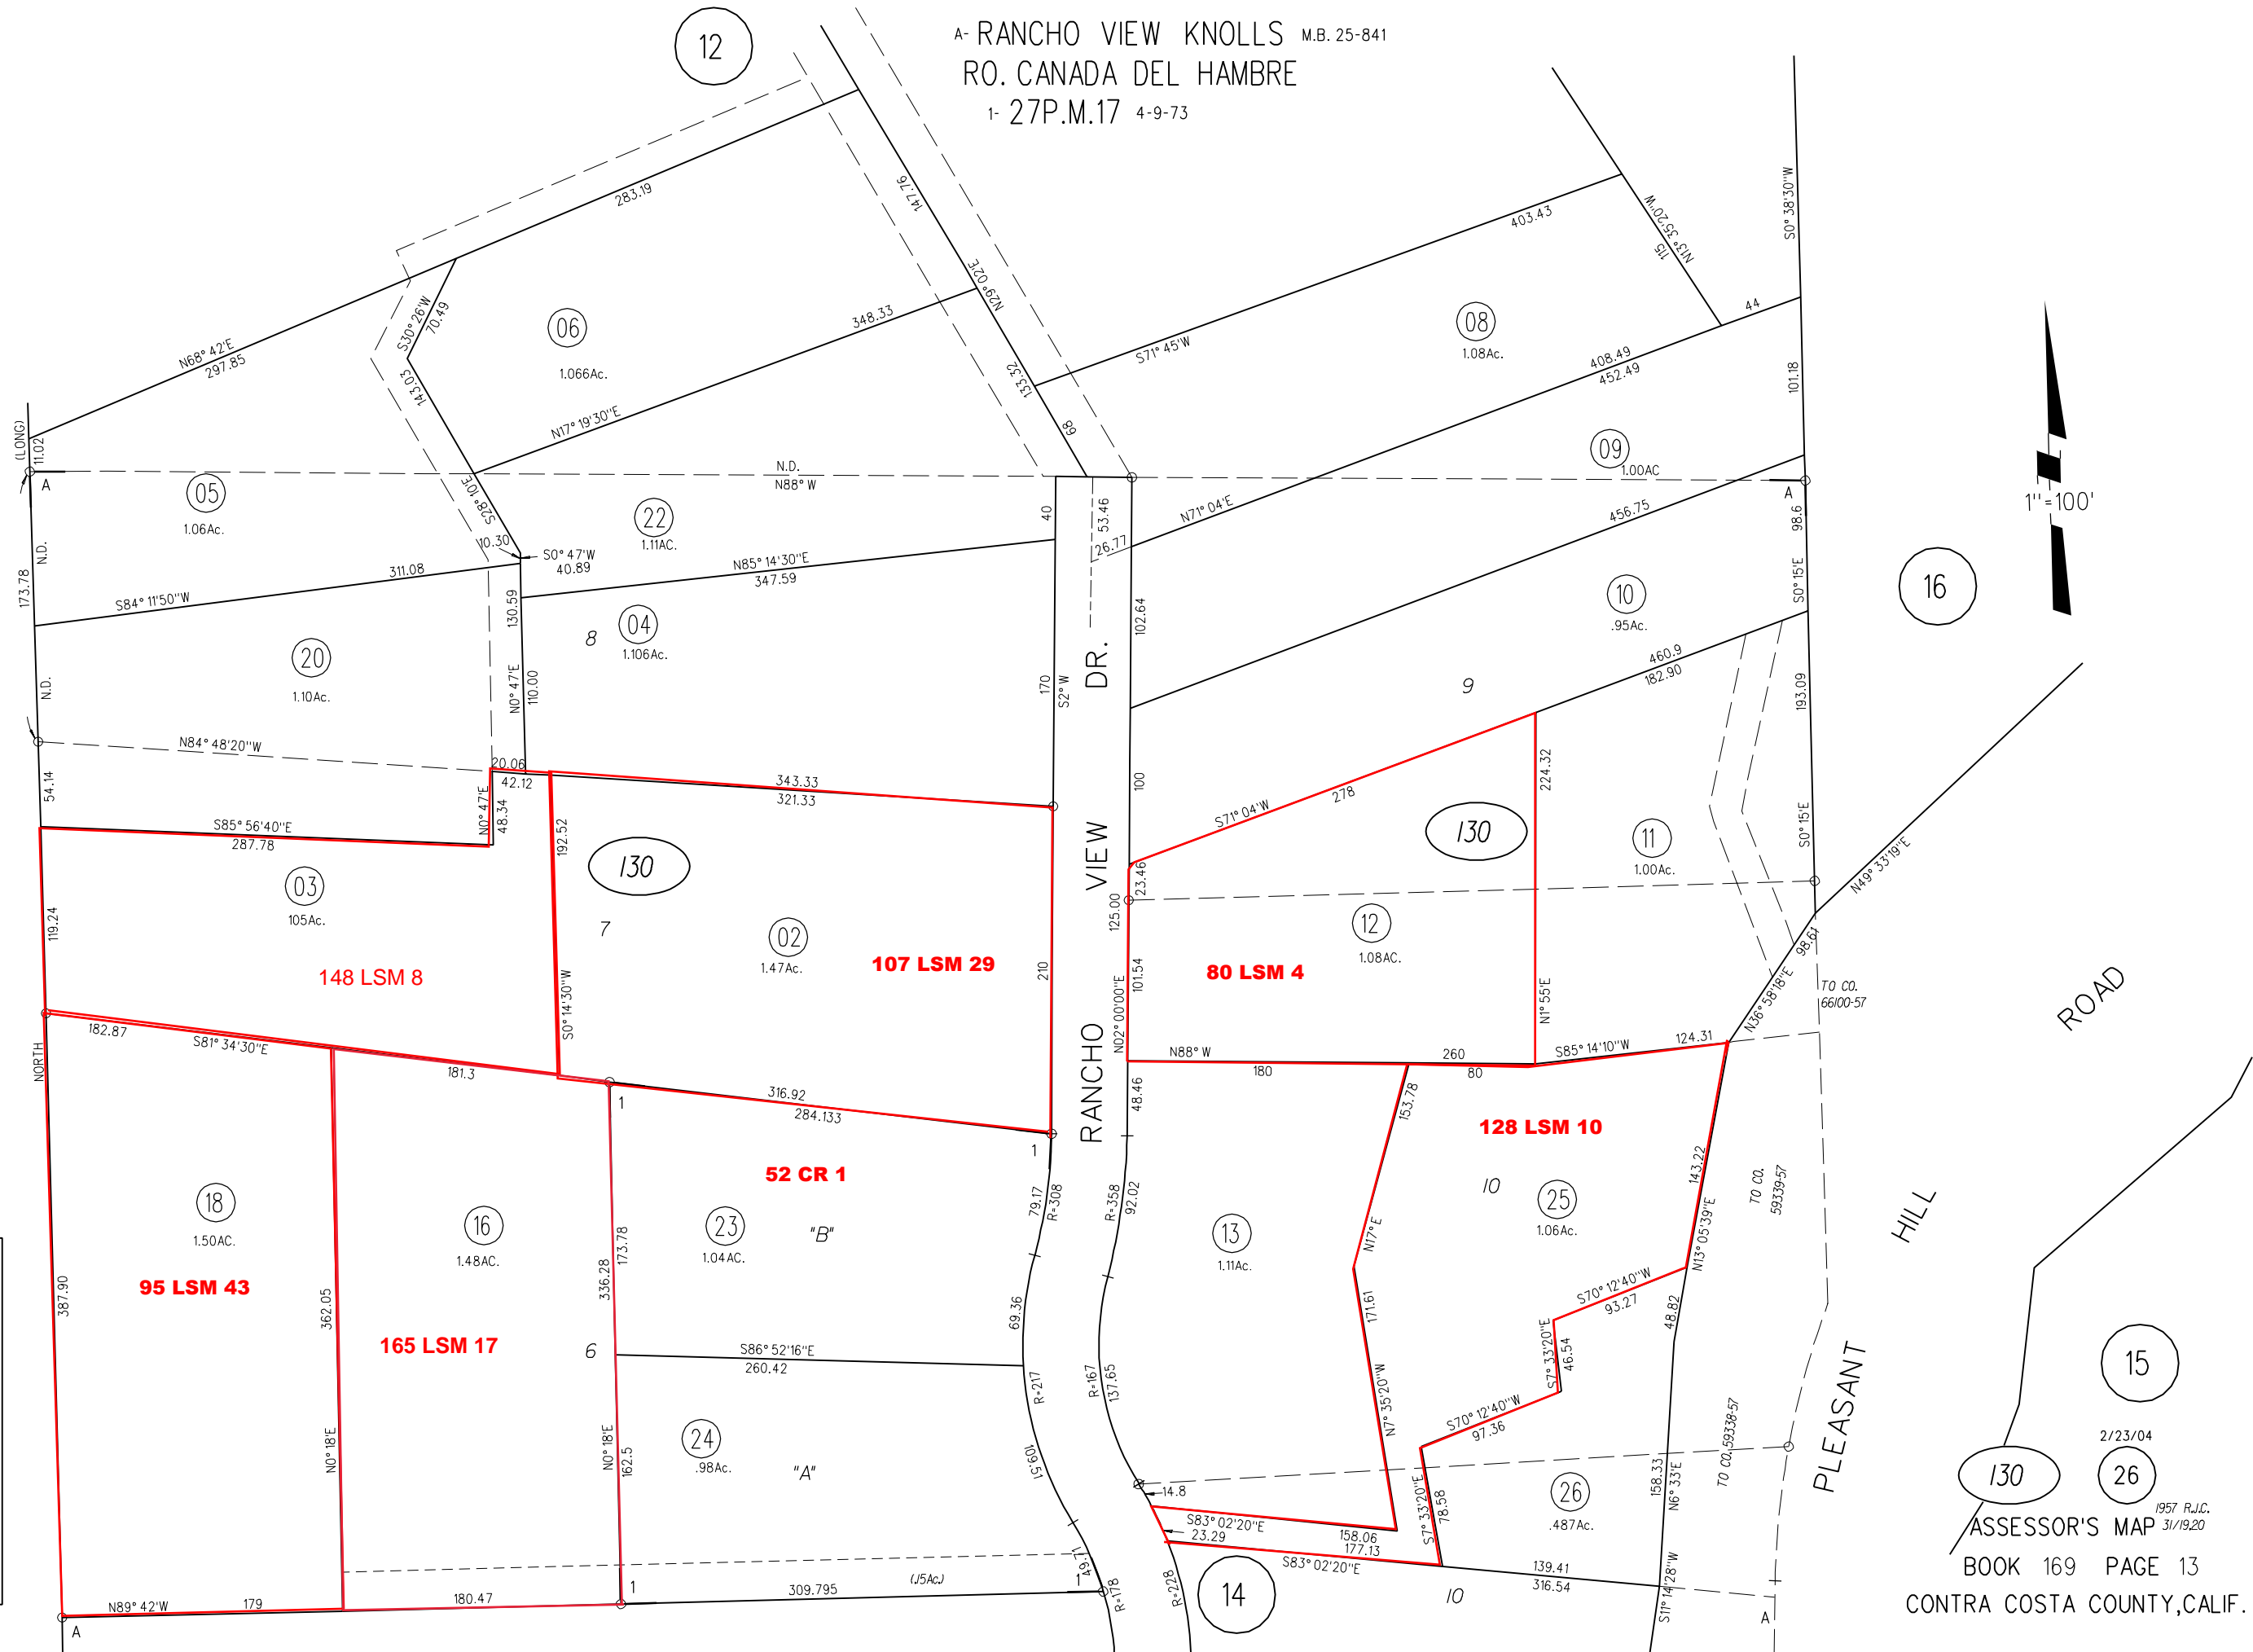 12
A- RANCHO VIEW KNOLLS M.B. 25-841
RO. CANADA DEL HAMBRE
1- 27P.M.17 4-9-73
283.19
147.76
N29° 02'E
133.32
68
403.43
N13° 35'20"W
115
S0° 38'30"W
N68° 42'E
297.85
S30° 26'W
70.49
143.03
S28° 10'E
06
1.066Ac.
348.33
N17° 19'30"E
S71° 45'W
08
1.08Ac.
408.49
452.49
44
101.18
(LONG)
11.02
A
N.D.
N88° W
05
1.06Ac.
22
1.11AC.
40
53.46
26.77
N71° 04'E
09
1.00AC
A
98.6
1"=100'
N.D.
173.78
10.30
S0° 47'W
40.89
311.08
S84° 11'50"W
N85° 14'30"E
347.59
456.75
130.59
8
04
1.106Ac.
10
.95Ac.
S0° 15'E
16
20
1.10Ac.
N.D.
N0° 47'E
110.00
170
S2° W
102.64
460.9
182.90
9
193.09
N84° 48'20"W
54.14
20.06
42.12
N0° 47'E
48.34
343.33
321.33
100
S71° 04'W
278
224.32
130
S0° 15'E
S85° 56'40"E
287.78
192.52
130
11
1.00Ac.
N49° 33'19"E
03
105Ac.
119.24
7
02
1.47Ac.
107 LSM 29
210
23.46
125.00
101.54
12
1.08AC.
80 LSM 4
98.61
148 LSM 8
S0° 14'30"W
N02° 00'00"E
N1° 55'E
N36° 58'18"E
TO CO.
66100-57
182.87
S81° 34'30"E
NORTH
181.3
N88° W
260
180
80
S85° 14'10"W
124.31
316.92
284.133
1
1
48.46
153.78
128 LSM 10
143.22
TO CO.
59339-57
18
1.50AC.
95 LSM 43
387.90
362.05
16
1.48AC.
165 LSM 17
52 CR 1
23
1.04AC.
"B"
173.78
336.28
79.17
R=308
R=358
92.02
13
1.11Ac.
N17° E
10
25
1.06Ac.
N13° 05'39"E
S70° 12'40"W
93.27
69.36
6
S86° 52'16"E
260.42
R=217
R=167
137.65
171.61
N7° 35'20"W
S7° 33'20"E
46.54
48.82
S70° 12'40"W
97.36
24
.98Ac.
"A"
N0° 18'E
N0° 18'E
162.5
109.51
14.8
S83° 02'20"E
23.29
158.06
177.13
S83° 02'20"E
S7° 33'20"E
78.58
26
.487Ac.
158.33
N6° 33'E
TO CO.59338-57
139.41
316.54
10
S11° 14'28"W
A
N89° 42'W
179
180.47
A
1
309.795
(.15Ac.)
1
49.71
R=178
R=228
14
RANCHO VIEW DR.
PLEASANT HILL ROAD
15
2/23/04
130
26
1957 R.J.C.
31/19,20
ASSESSOR'S MAP
BOOK 169 PAGE 13
CONTRA COSTA COUNTY,CALIF.